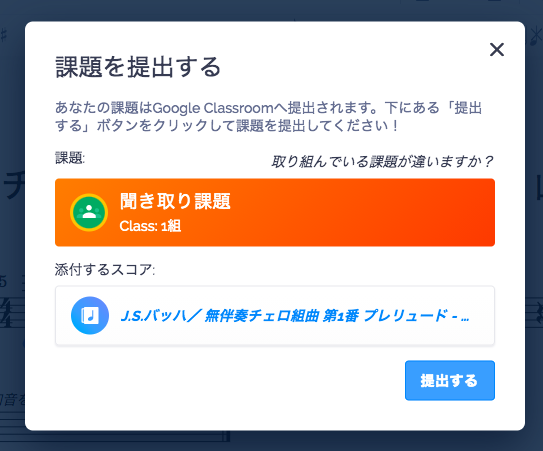 課題を提出する
あなたの課題はGoogle Classroomへ提出されます。下にある「提出
する」ボタンをクリックして課題を提出してください！
課題:
取り組んでいる課題が違いますか？
聞き取り課題
Class: 1組
添付するスコア:
J.S.バッハ／ 無伴奏チェロ組曲 第1番 プレリュード - ...
提出する